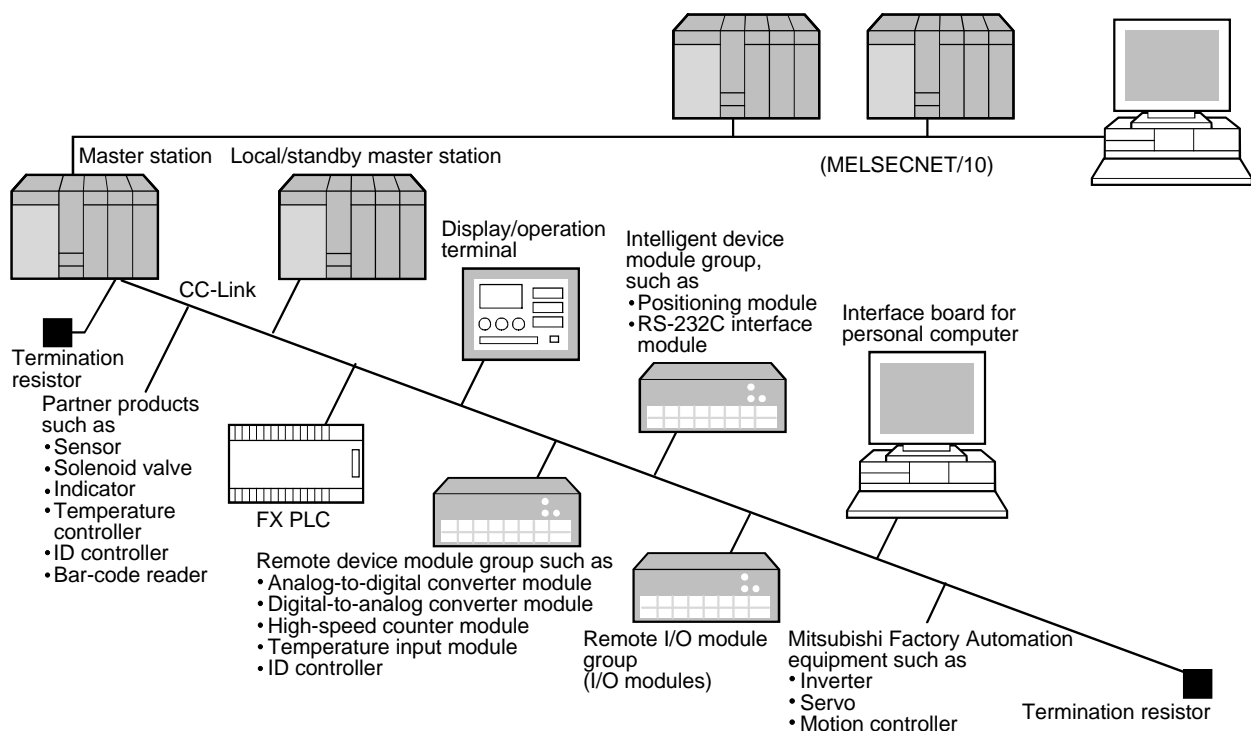 (MELSECNET/10)
Master station
Local/standby master station
CC-Link
Termination
resistor
Partner products
such as
• Sensor
• Solenoid valve
• Indicator
• Temperature
controller
• ID controller
• Bar-code reader
FX PLC
Display/operation
terminal
Remote device module group such as
• Analog-to-digital converter module
• Digital-to-analog converter module
• High-speed counter module
• Temperature input module
• ID controller
Intelligent device
module group,
such as
• Positioning module
• RS-232C interface
module
Remote I/O module
group
(I/O modules)
Interface board for
personal computer
Mitsubishi Factory Automation
equipment such as
• Inverter
• Servo
• Motion controller
Termination resistor